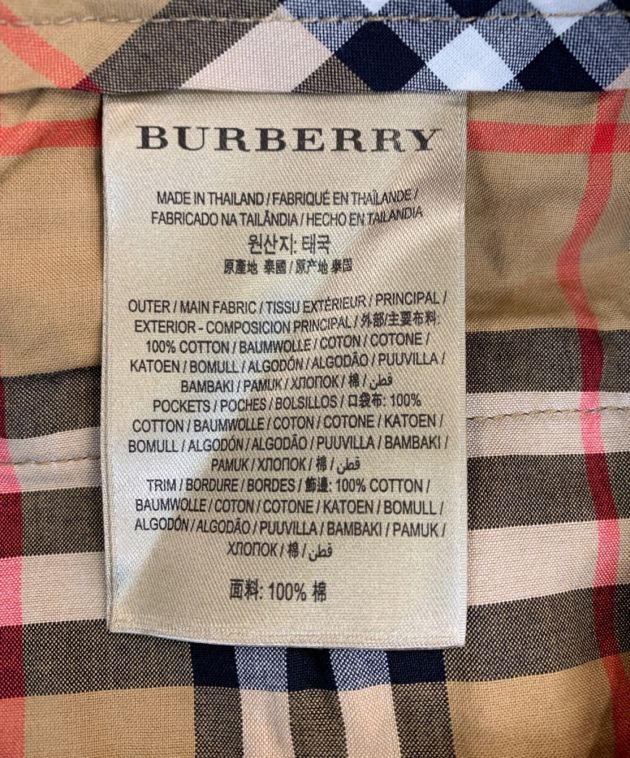 BURBERRY
MADE IN THAILAND / FABRIQUÉ EN THAÏLANDE /
FABRICADO NA TAILÂNDIA / HECHO EN TAILANDIA
원산지: 태국
原產地 泰國 / 原产地 泰国
OUTER / MAIN FABRIC / TISSU EXTÉRIEUR / PRINCIPAL /
EXTERIOR - COMPOSICION PRINCIPAL / 外部/主要布料:
100% COTTON / BAUMWOLLE / COTON / COTONE /
KATOEN / BOMULL / ALGODÓN / ALGODÃO / PUUVILLA /
BAMBAKI / PAMUK / ХЛОПОК / 棉 / قطن /
POCKETS / POCHES / BOLSILLOS / 口袋布: 100%
COTTON / BAUMWOLLE / COTON / COTONE / KATOEN /
BOMULL / ALGODÓN / ALGODÃO / PUUVILLA / BAMBAKI /
PAMUK / ХЛОПОК / 棉 / قطن /
TRIM / BORDURE / BORDES / 飾邊: 100% COTTON /
BAUMWOLLE / COTON / COTONE / KATOEN / BOMULL /
ALGODÓN / ALGODÃO / PUUVILLA / BAMBAKI / PAMUK /
ХЛОПОК / 棉 / قطن /
面料: 100% 棉